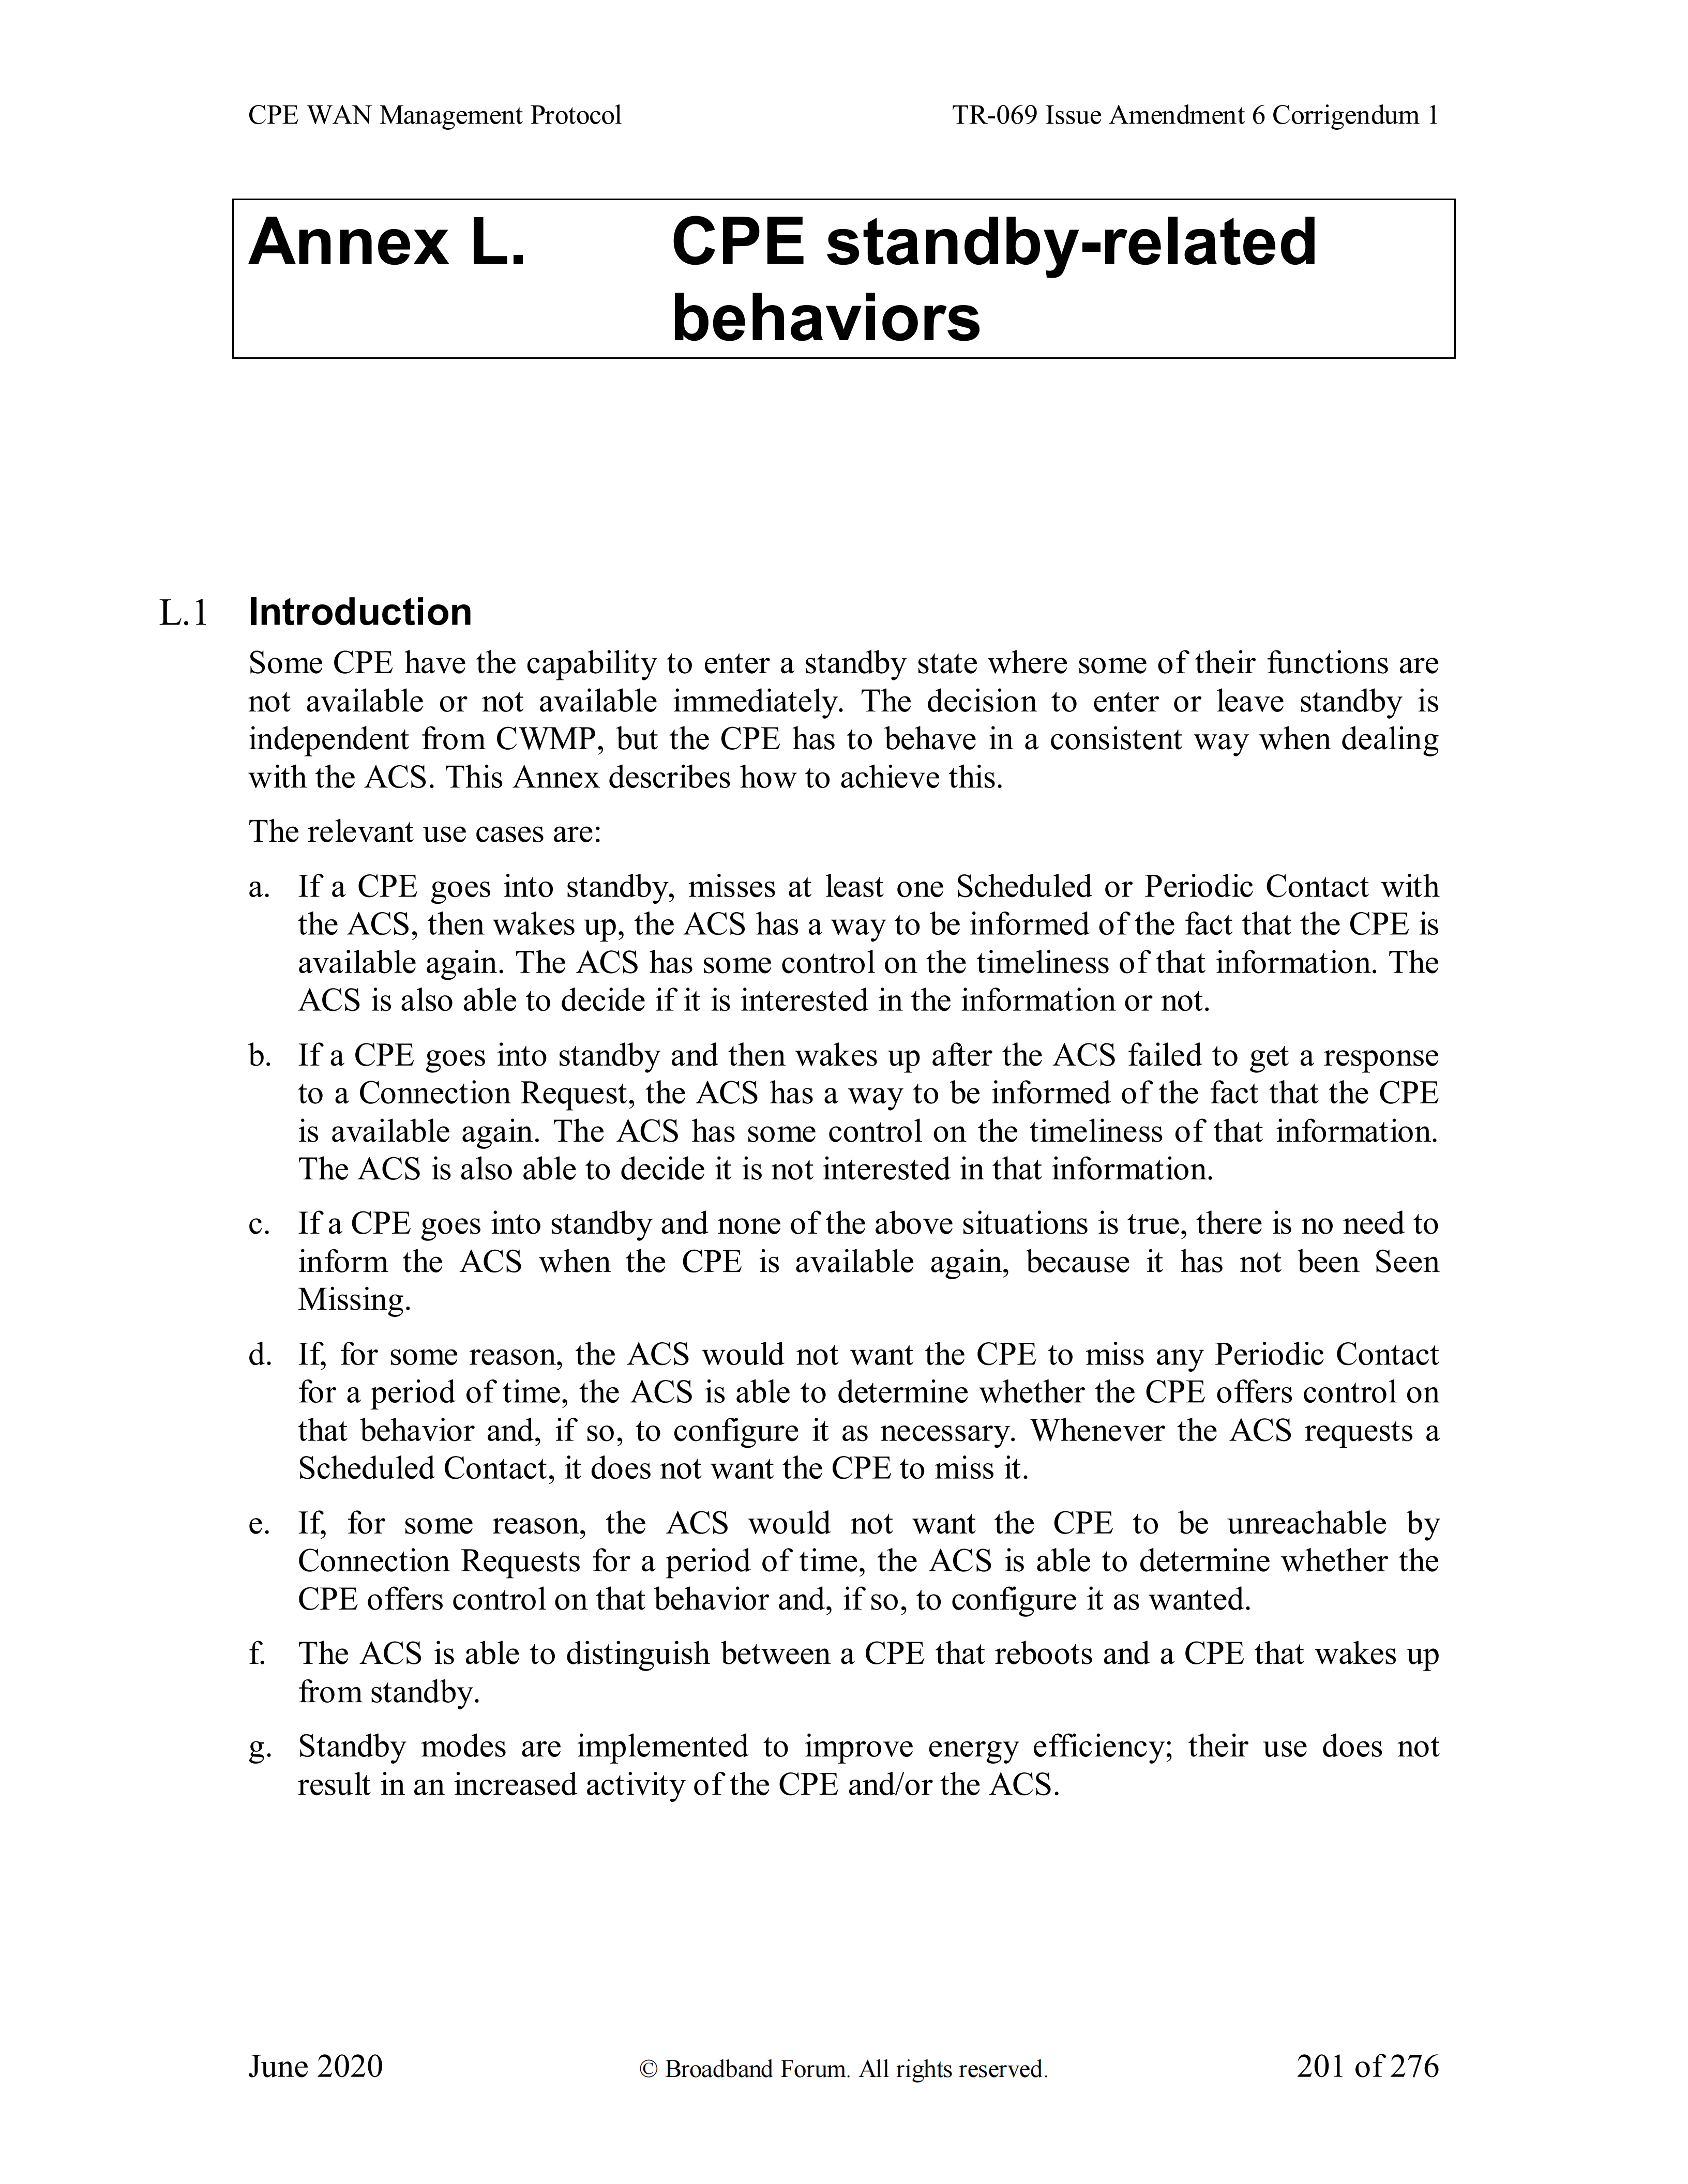 CPE WAN Management Protocol TR-069 Issue Amendment 6 Corrigendum 1
Annex L. CPE standby-related
behaviors
L.1 Introduction
Some CPE have the capability to enter a standby state where some of their functions are
not available or not available immediately. The decision to enter or leave standby is
independent from CWMP, but the CPE has to behave in a consistent way when dealing
with the ACS. This Annex describes how to achieve this.
The relevant use cases are:
a. If a CPE goes into standby, misses at least one Scheduled or Periodic Contact with
the ACS, then wakes up, the ACS has a way to be informed of the fact that the CPE is
available again. The ACS has some control on the timeliness of that information. The
ACS is also able to decide if it is interested in the information or not.
b. If a CPE goes into standby and then wakes up after the ACS failed to get a response
to a Connection Request, the ACS has a way to be informed of the fact that the CPE
is available again. The ACS has some control on the timeliness of that information.
The ACS is also able to decide it is not interested in that information.
c. If a CPE goes into standby and none of the above situations is true, there is no need to
inform the ACS when the CPE is available again, because it has not been Seen
Missing.
d. If, for some reason, the ACS would not want the CPE to miss any Periodic Contact
for a period of time, the ACS is able to determine whether the CPE offers control on
that behavior and, if so, to configure it as necessary. Whenever the ACS requests a
Scheduled Contact, it does not want the CPE to miss it.
e. If, for some reason, the ACS would not want the CPE to be unreachable by
Connection Requests for a period of time, the ACS is able to determine whether the
CPE offers control on that behavior and, if so, to configure it as wanted.
f. The ACS is able to distinguish between a CPE that reboots and a CPE that wakes up
from standby.
g. Standby modes are implemented to improve energy efficiency; their use does not
result in an increased activity of the CPE and/or the ACS.
June 2020 © Broadband Forum. All rights reserved. 201 of 276